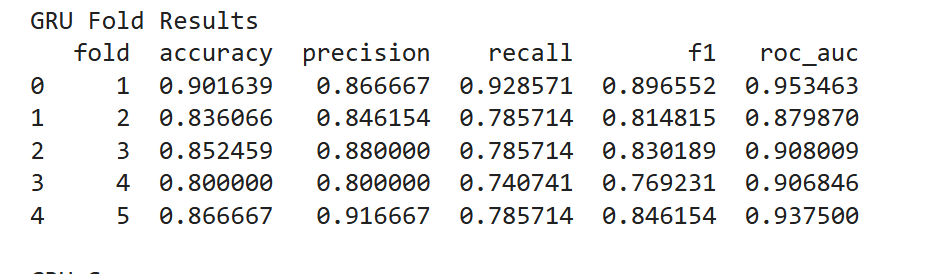 GRU Fold Results
fold accuracy precision recall f1 roc_auc
0 1 0.901639 0.866667 0.928571 0.896552 0.953463
1 2 0.836066 0.846154 0.785714 0.814815 0.879870
2 3 0.852459 0.880000 0.785714 0.830189 0.908009
3 4 0.800000 0.800000 0.740741 0.769231 0.906846
4 5 0.866667 0.916667 0.785714 0.846154 0.937500